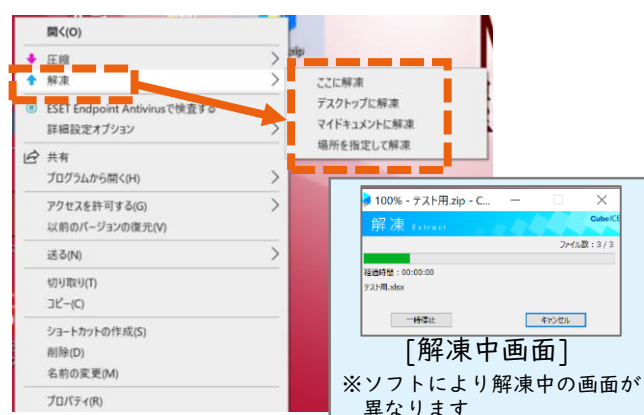 開く(O)
圧縮
解凍
ESET Endpoint Antivirusで検査する
詳細設定オプション
共有
プログラムから開く(H)
アクセスを許可する(G)
以前のバージョンの復元(V)
送る(N)
切り取り(T)
コピー(C)
ショートカットの作成(S)
削除(D)
名前の変更(M)
プロパティ(R)
zip
ここに解凍
デスクトップに解凍
マイドキュメントに解凍
場所を指定して解凍
100% - テスト用.zip - C...
解凍 Extract
CubeICE
ファイル数 : 3 / 3
経過時間 : 00:00:00
テスト用.xlsx
一時停止
キャンセル
[解凍中画面]
※ソフトにより解凍中の画面が
異なります